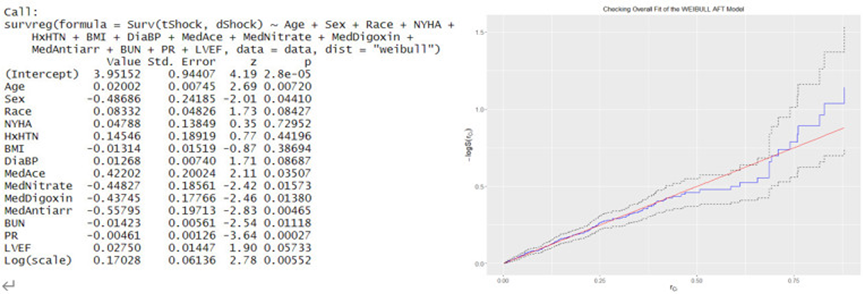 Call:
survreg(formula = Surv(tShock, dShock) ~ Age + Sex + Race + NYHA +
HxHTN + BMI + DiaBP + MedAce + MedNitrate + MedDigoxin +
MedAntiarr + BUN + PR + LVEF, data = data, dist = "weibull")
Value Std. Error z p
(Intercept) 3.95152 0.94407 4.19 2.8e-05
Age 0.02002 0.00745 2.69 0.00720
Sex -0.48686 0.24185 -2.01 0.04410
Race 0.08332 0.04826 1.73 0.08427
NYHA 0.04788 0.13849 0.35 0.72952
HxHTN 0.14546 0.18919 0.77 0.44196
BMI -0.01314 0.01519 -0.87 0.38694
DiaBP 0.01268 0.00740 1.71 0.08687
MedAce 0.42202 0.20024 2.11 0.03507
MedNitrate -0.44827 0.18561 -2.42 0.01573
MedDigoxin -0.43745 0.17766 -2.46 0.01380
MedAntiarr -0.55795 0.19713 -2.83 0.00465
BUN -0.01423 0.00561 -2.54 0.01118
PR -0.00461 0.00126 -3.64 0.00027
LVEF 0.02750 0.01447 1.90 0.05733
Log(scale) 0.17028 0.06136 2.78 0.00552
Checking Overall Fit of the WEIBULL AFT Model
1.5
1.0
0.5
0.0
-logS(rCi)
0.00 0.25 0.50 0.75
rCi